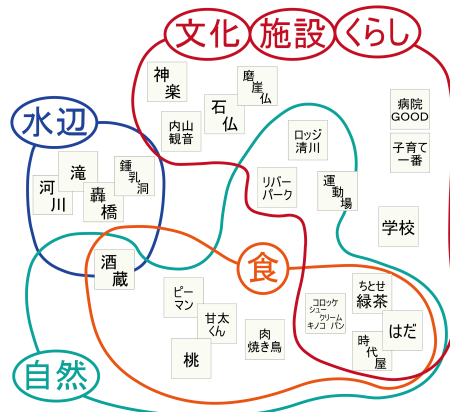 文化
施設
くらし
神
楽
磨
崖
仏
石
仏
内山
観音
病院
GOOD
子育て
一番
水辺
ロッジ
清川
滝
鍾
乳
洞
河
川
轟
橋
リバー
パーク
運
動
場
学校
酒
蔵
食
ピー
マン
甘太
くん
桃
肉
焼き鳥
コロッケ
シュー
クリーム
キノコ パン
ちとせ
緑茶
はだ
時
代
屋
自然